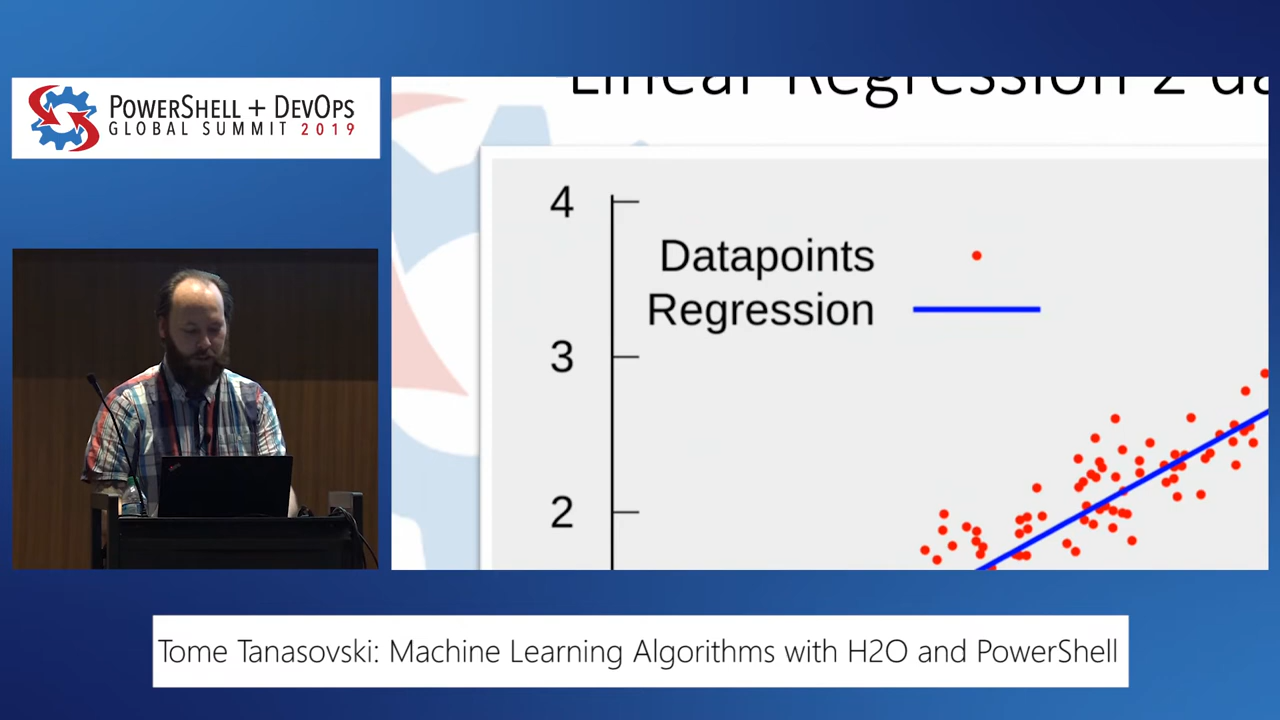 POWERSHELL + DEVOPS
GLOBAL SUMMIT 2019
Linear Regression 2 da
4
Datapoints
Regression
3
2
Tome Tanasovski: Machine Learning Algorithms with H2O and PowerShell